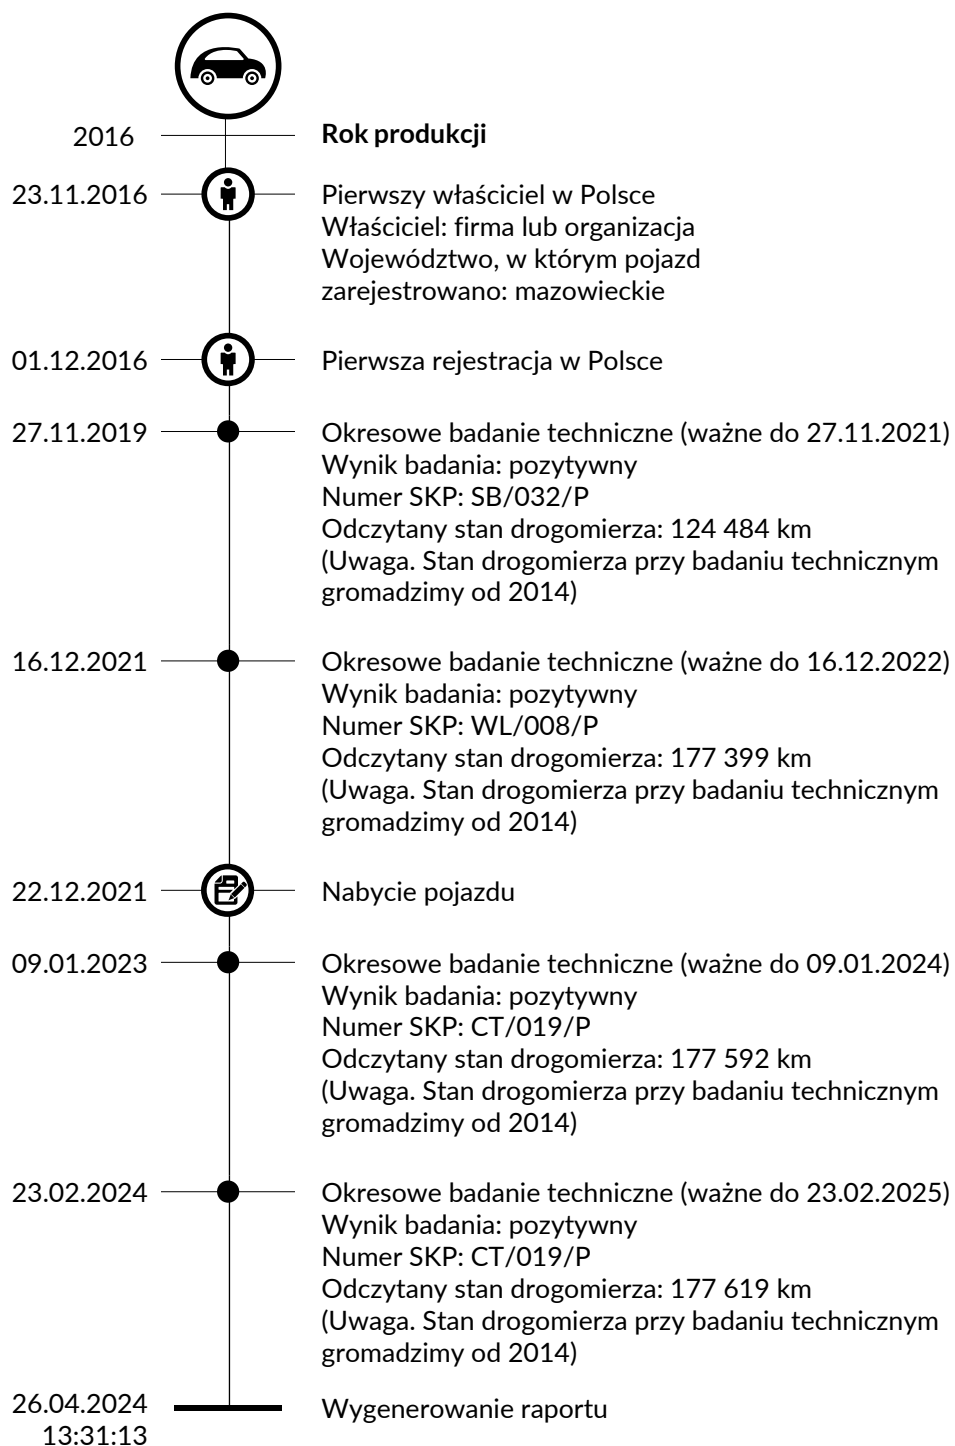 2016 Rok produkcji
23.11.2016 Pierwszy właściciel w Polsce
Właściciel: firma lub organizacja
Województwo, w którym pojazd
zarejestrowano: mazowieckie
01.12.2016 Pierwsza rejestracja w Polsce
27.11.2019 Okresowe badanie techniczne (ważne do 27.11.2021)
Wynik badania: pozytywny
Numer SKP: SB/032/P
Odczytany stan drogomierza: 124 484 km
(Uwaga. Stan drogomierza przy badaniu technicznym
gromadzimy od 2014)
16.12.2021 Okresowe badanie techniczne (ważne do 16.12.2022)
Wynik badania: pozytywny
Numer SKP: WL/008/P
Odczytany stan drogomierza: 177 399 km
(Uwaga. Stan drogomierza przy badaniu technicznym
gromadzimy od 2014)
22.12.2021 Nabycie pojazdu
09.01.2023 Okresowe badanie techniczne (ważne do 09.01.2024)
Wynik badania: pozytywny
Numer SKP: CT/019/P
Odczytany stan drogomierza: 177 592 km
(Uwaga. Stan drogomierza przy badaniu technicznym
gromadzimy od 2014)
23.02.2024 Okresowe badanie techniczne (ważne do 23.02.2025)
Wynik badania: pozytywny
Numer SKP: CT/019/P
Odczytany stan drogomierza: 177 619 km
(Uwaga. Stan drogomierza przy badaniu technicznym
gromadzimy od 2014)
26.04.2024 Wygenerowanie raportu
13:31:13